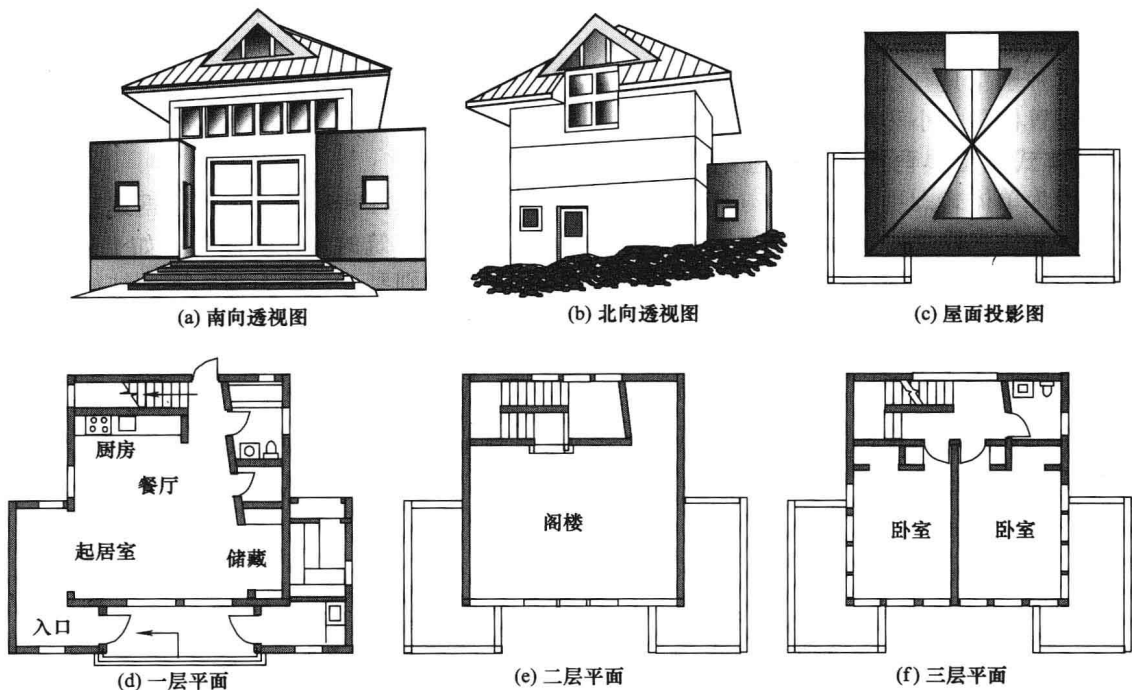 (a) 南向透视图
(b) 北向透视图
(c) 屋面投影图
厨房
餐厅
起居室
储藏
入口
(d) 一层平面
阁楼
(e) 二层平面
卧室
卧室
(f) 三层平面